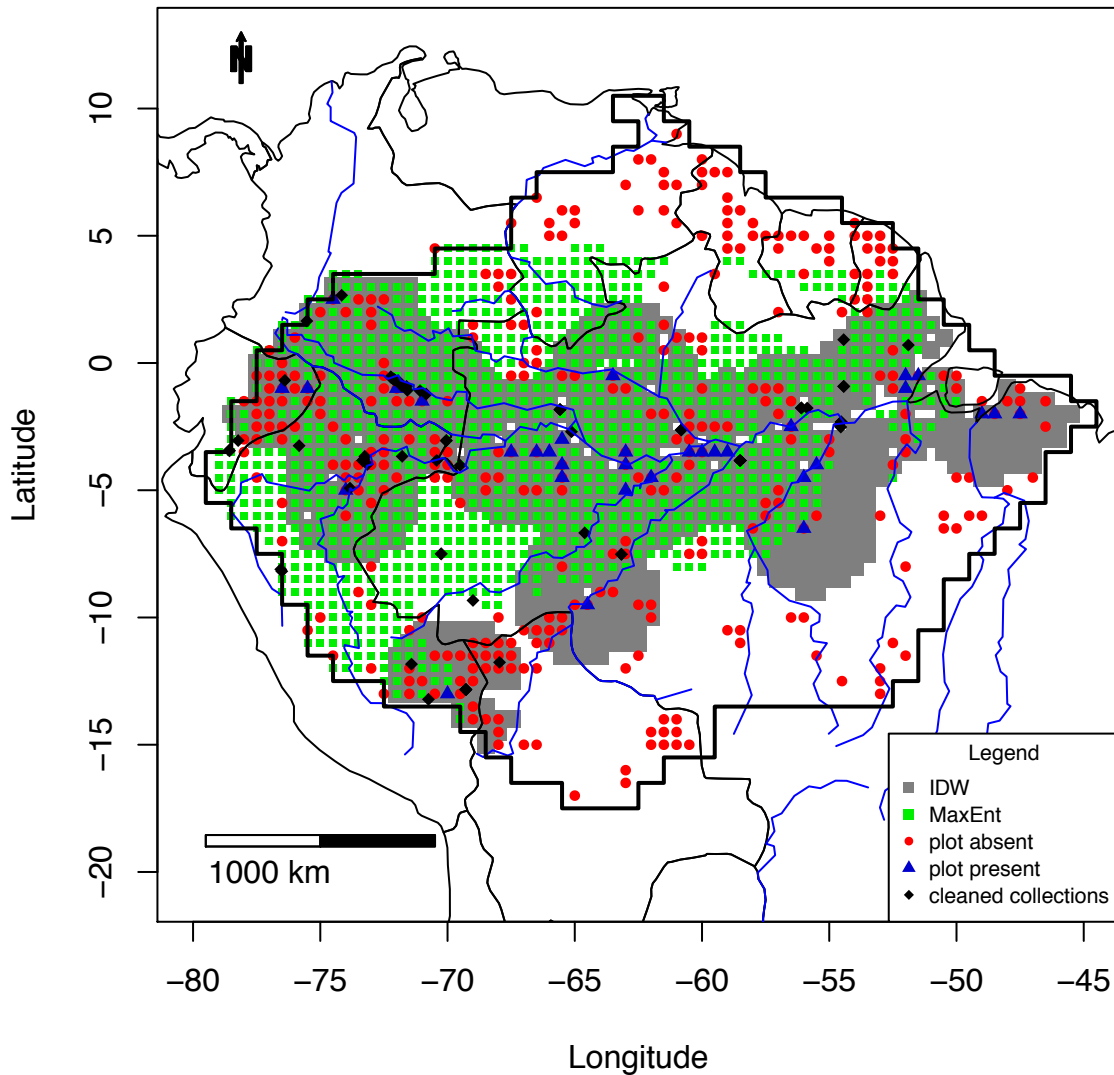 N
Latitude
10
5
0
−5
−10
−15
−20
1000 km
Legend
IDW
MaxEnt
plot absent
plot present
cleaned collections
−80 −75 −70 −65 −60 −55 −50 −45
Longitude